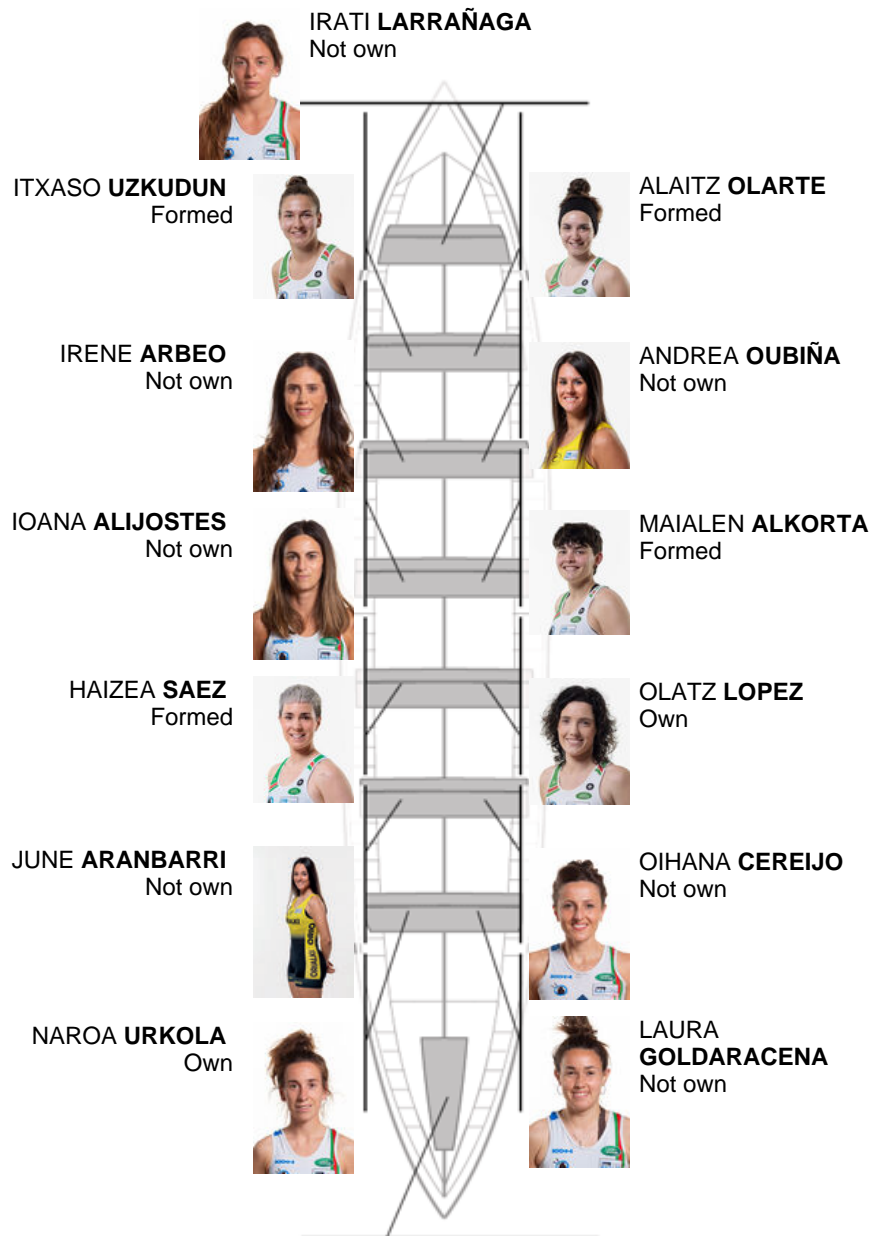 IRATI LARRAÑAGA
Not own
ITXASO UZKUDUN
Formed
ALAITZ OLARTE
Formed
IRENE ARBEO
Not own
ANDREA OUBIÑA
Not own
IOANA ALIJOSTES
Not own
MAIALEN ALKORTA
Formed
HAIZEA SAEZ
Formed
OLATZ LOPEZ
Own
JUNE ARANBARRI
Not own
OIHANA CEREIJO
Not own
NAROA URKOLA
Own
LAURA
GOLDARACENA
Not own